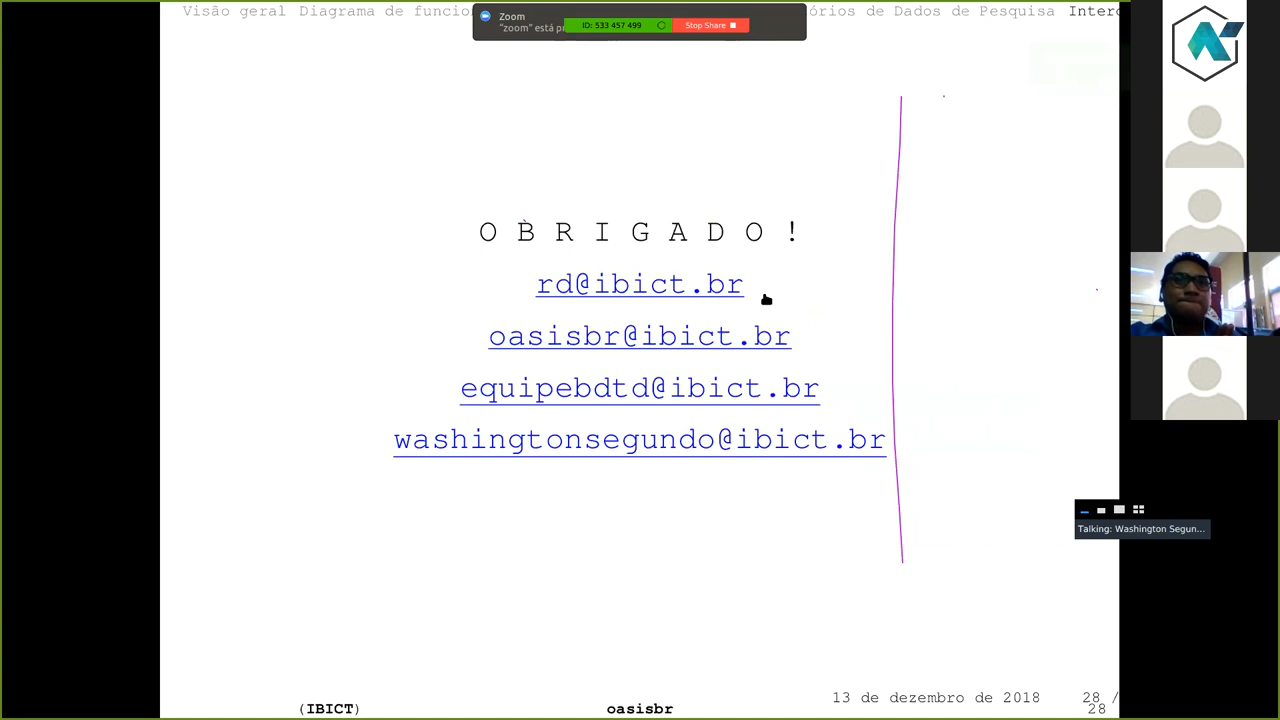 Visão geral Diagrama de funcio
órios de Dados de Pesquisa Interc
Zoom
"zoom" está pr
ID: 533 457 499
Stop Share
O B R I G A D O !
rd@ibict.br
oasisbr@ibict.br
equipebdtd@ibict.br
washingtonsegundo@ibict.br
Talking: Washington Segun...
13 de dezembro de 2018 28 /
28
(IBICT)
oasisbr